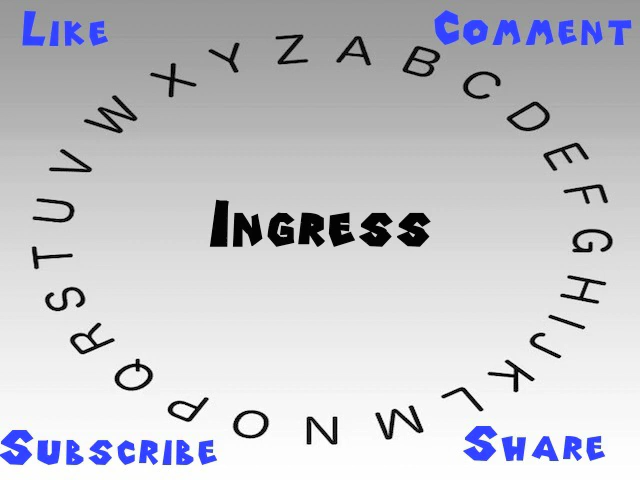 Like
Comment
A B C D E F G H I J K L M N O P Q R S T U V W X Y Z
Ingress
Subscribe
Share